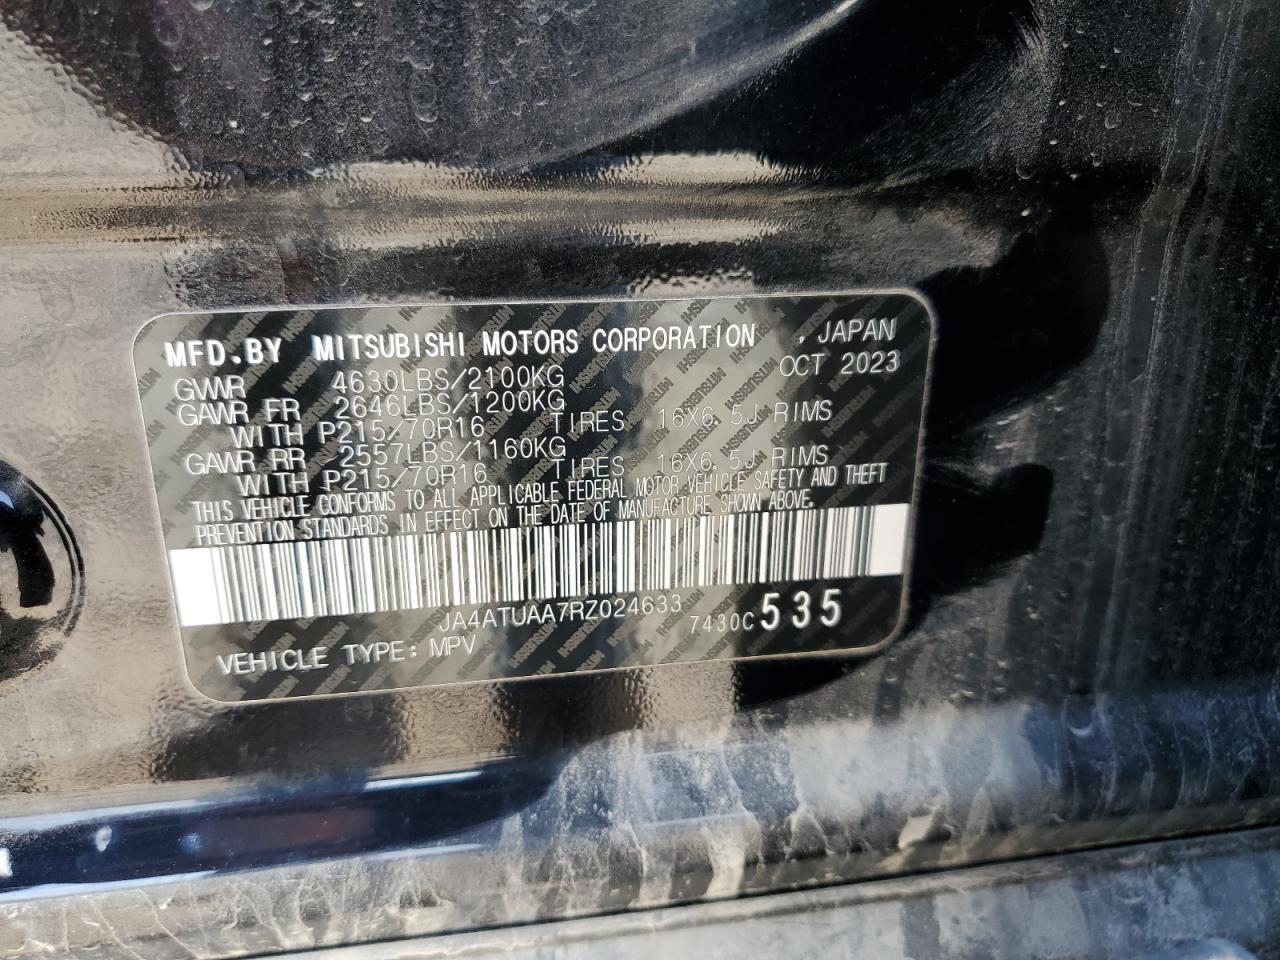 MFD.BY MITSUBISHI MOTORS CORPORATION , JAPAN
OCT 2023
GVWR 4630LBS/2100KG
GAWR FR 2646LBS/1200KG
WITH P215/70R16 TIRES 16X6.5J RIMS
GAWR RR 2557LBS/1160KG
WITH P215/70R16 TIRES 16X6.5J RIMS
THIS VEHICLE CONFORMS TO ALL APPLICABLE FEDERAL MOTOR VEHICLE SAFETY AND THEFT
PREVENTION STANDARDS IN EFFECT ON THE DATE OF MANUFACTURE SHOWN ABOVE.
JA4ATUAA7RZ024633 7430C 535
VEHICLE TYPE: MPV